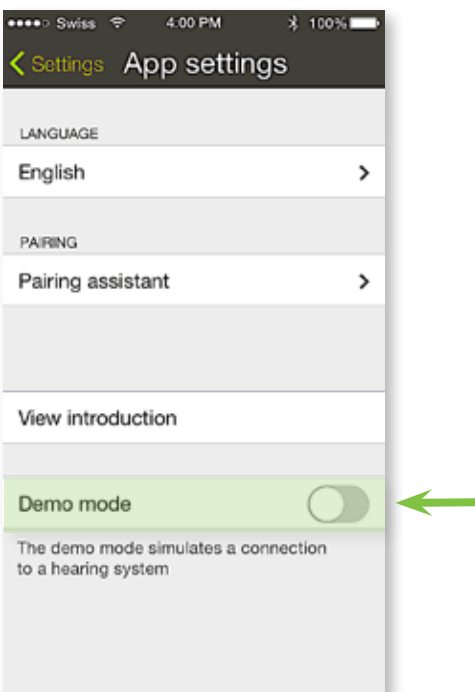 Swiss 4:00 PM 100%
Settings App settings
LANGUAGE
English
PAIRING
Pairing assistant
View introduction
Demo mode
The demo mode simulates a connection
to a hearing system